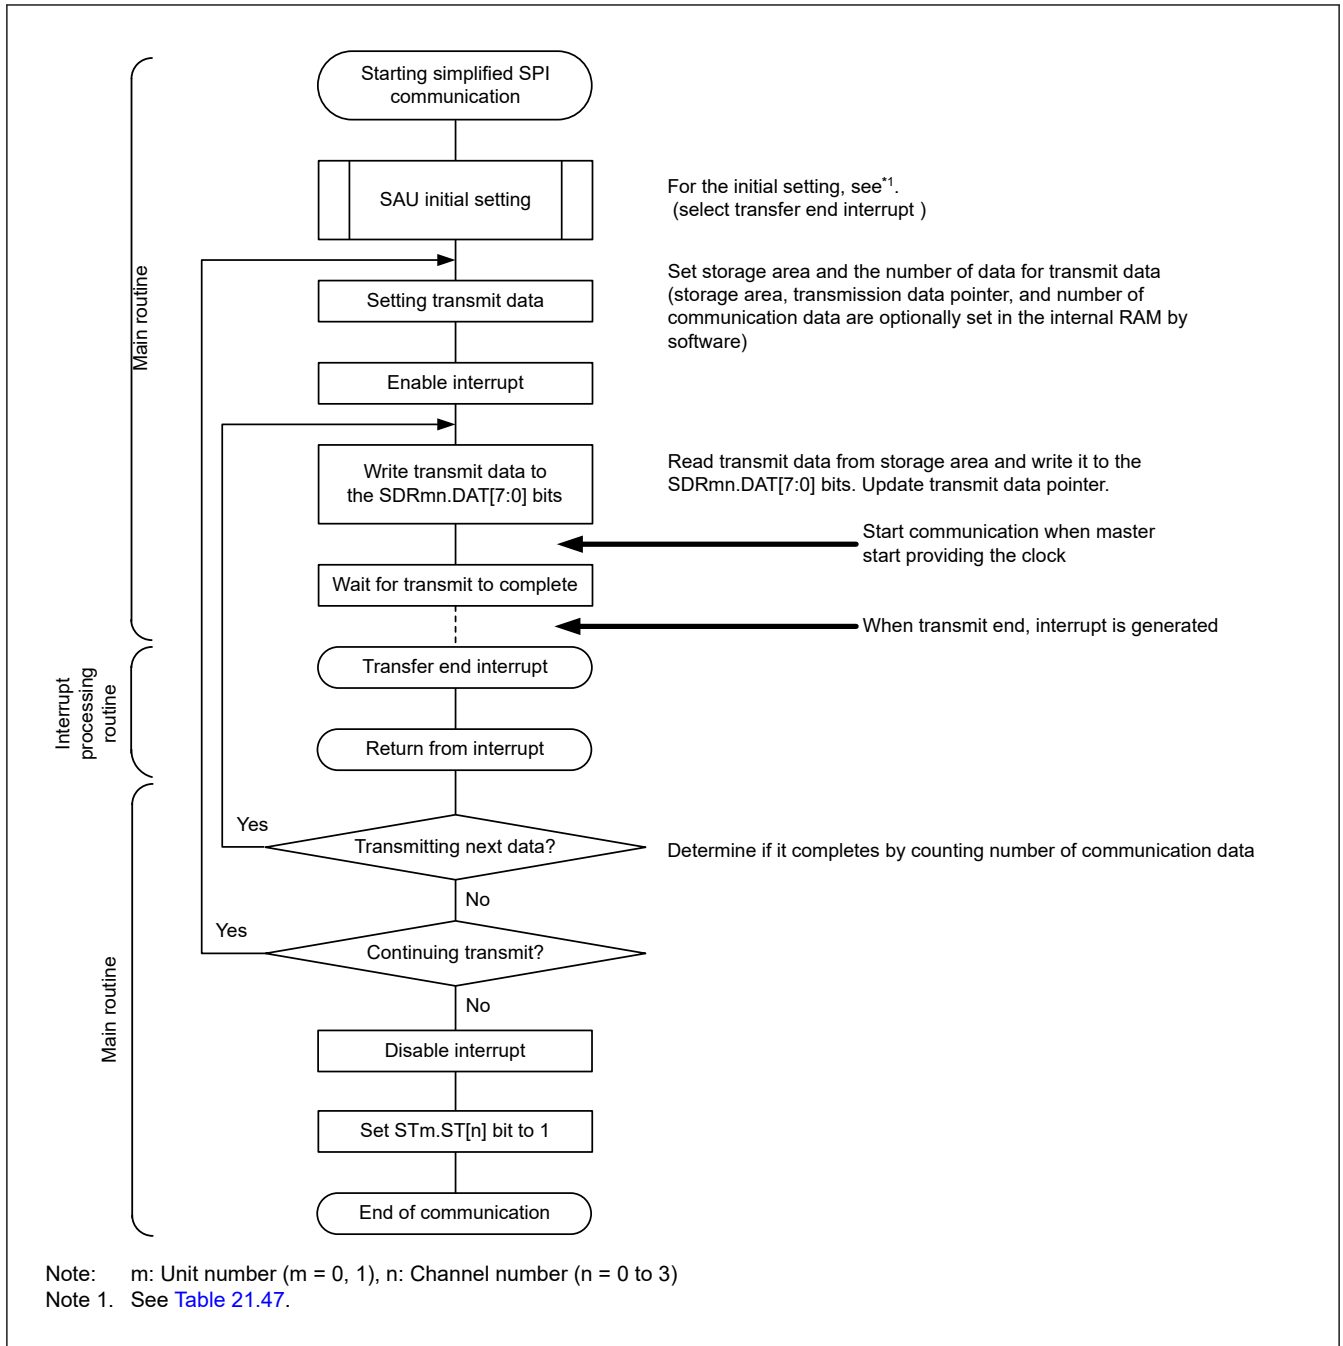 Starting simplified SPI
communication
SAU initial setting
For the initial setting, see*1.
(select transfer end interrupt )
Main routine
Setting transmit data
Set storage area and the number of data for transmit data
(storage area, transmission data pointer, and number of
communication data are optionally set in the internal RAM by
software)
Enable interrupt
Write transmit data to
the SDRmn.DAT[7:0] bits
Read transmit data from storage area and write it to the
SDRmn.DAT[7:0] bits. Update transmit data pointer.
Start communication when master
start providing the clock
Wait for transmit to complete
When transmit end, interrupt is generated
Interrupt
processing
routine
Transfer end interrupt
Return from interrupt
Yes
Transmitting next data?
Determine if it completes by counting number of communication data
No
Yes
Continuing transmit?
No
Main routine
Disable interrupt
Set STm.ST[n] bit to 1
End of communication
Note: m: Unit number (m = 0, 1), n: Channel number (n = 0 to 3)
Note 1. See Table 21.47.